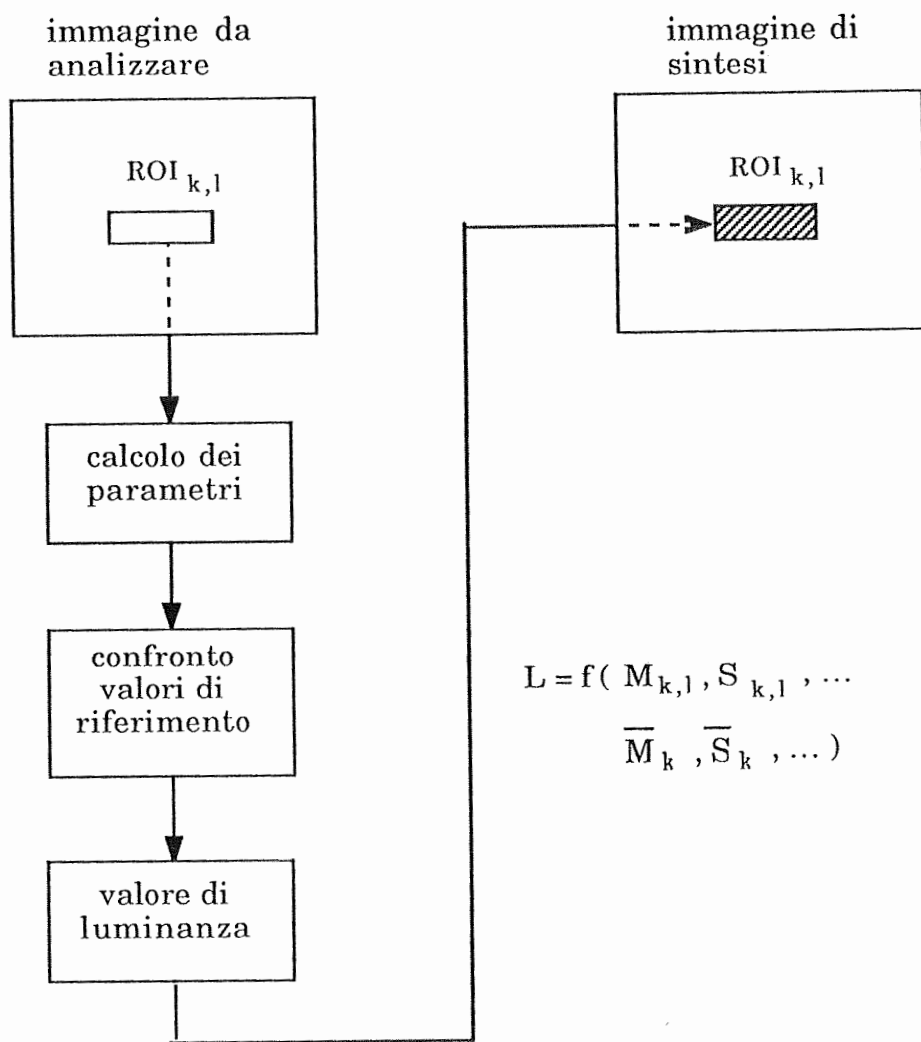 immagine da
analizzare
ROI k,l
calcolo dei
parametri
confronto
valori di
riferimento
valore di
luminanza
immagine di
sintesi
ROI k,l
L = f ( M k,l , S k,l , ...
M̅ k , S̅ k , ... )